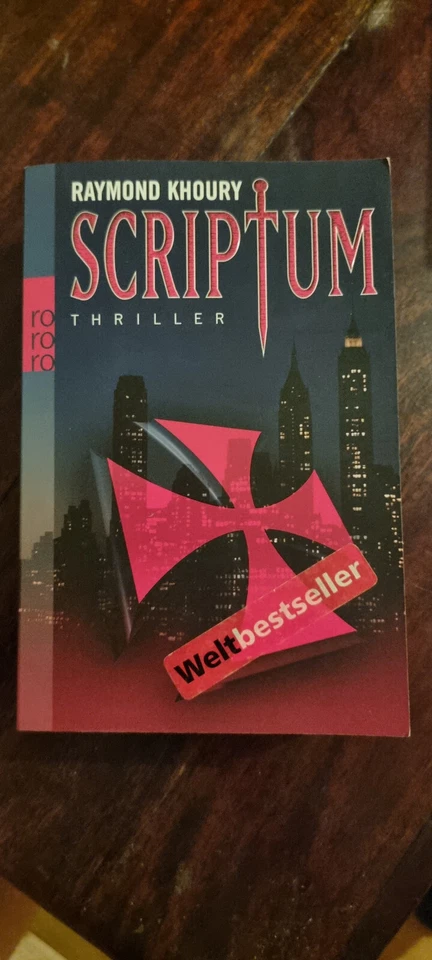 RAYMOND KHOURY
SCRIPTUM
THRILLER
ro
ro
ro
Weltbestseller